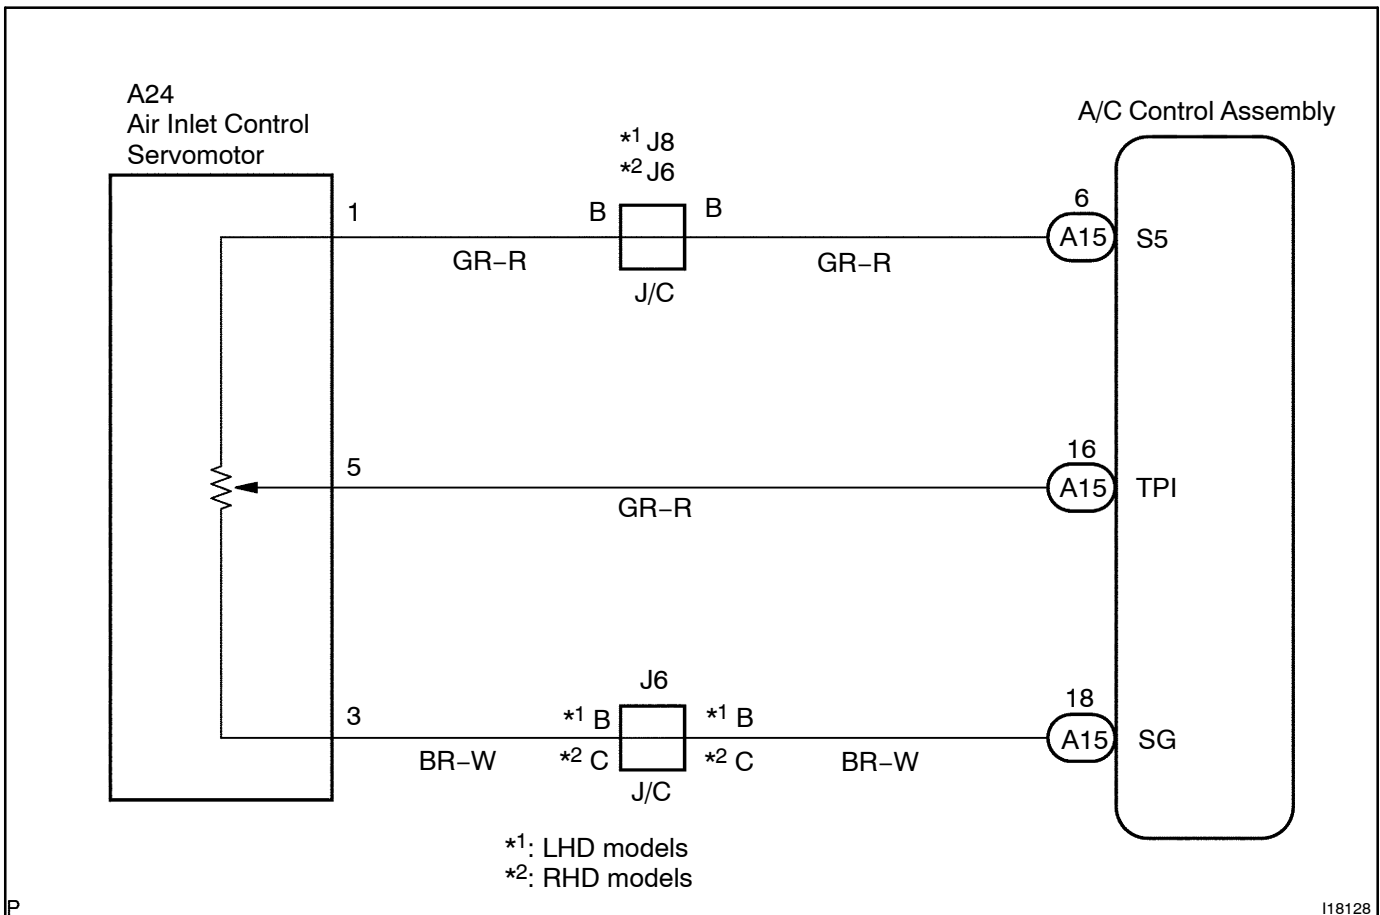 A24
Air Inlet Control
Servomotor
A/C Control Assembly
*1 J8
*2 J6
1
B
B
6
A15
S5
GR−R
GR−R
J/C
5
16
A15
TPI
GR−R
J6
3
*1 B
*1 B
18
A15
SG
BR−W
*2 C
*2 C
BR−W
J/C
*1: LHD models
*2: RHD models
P
I18128